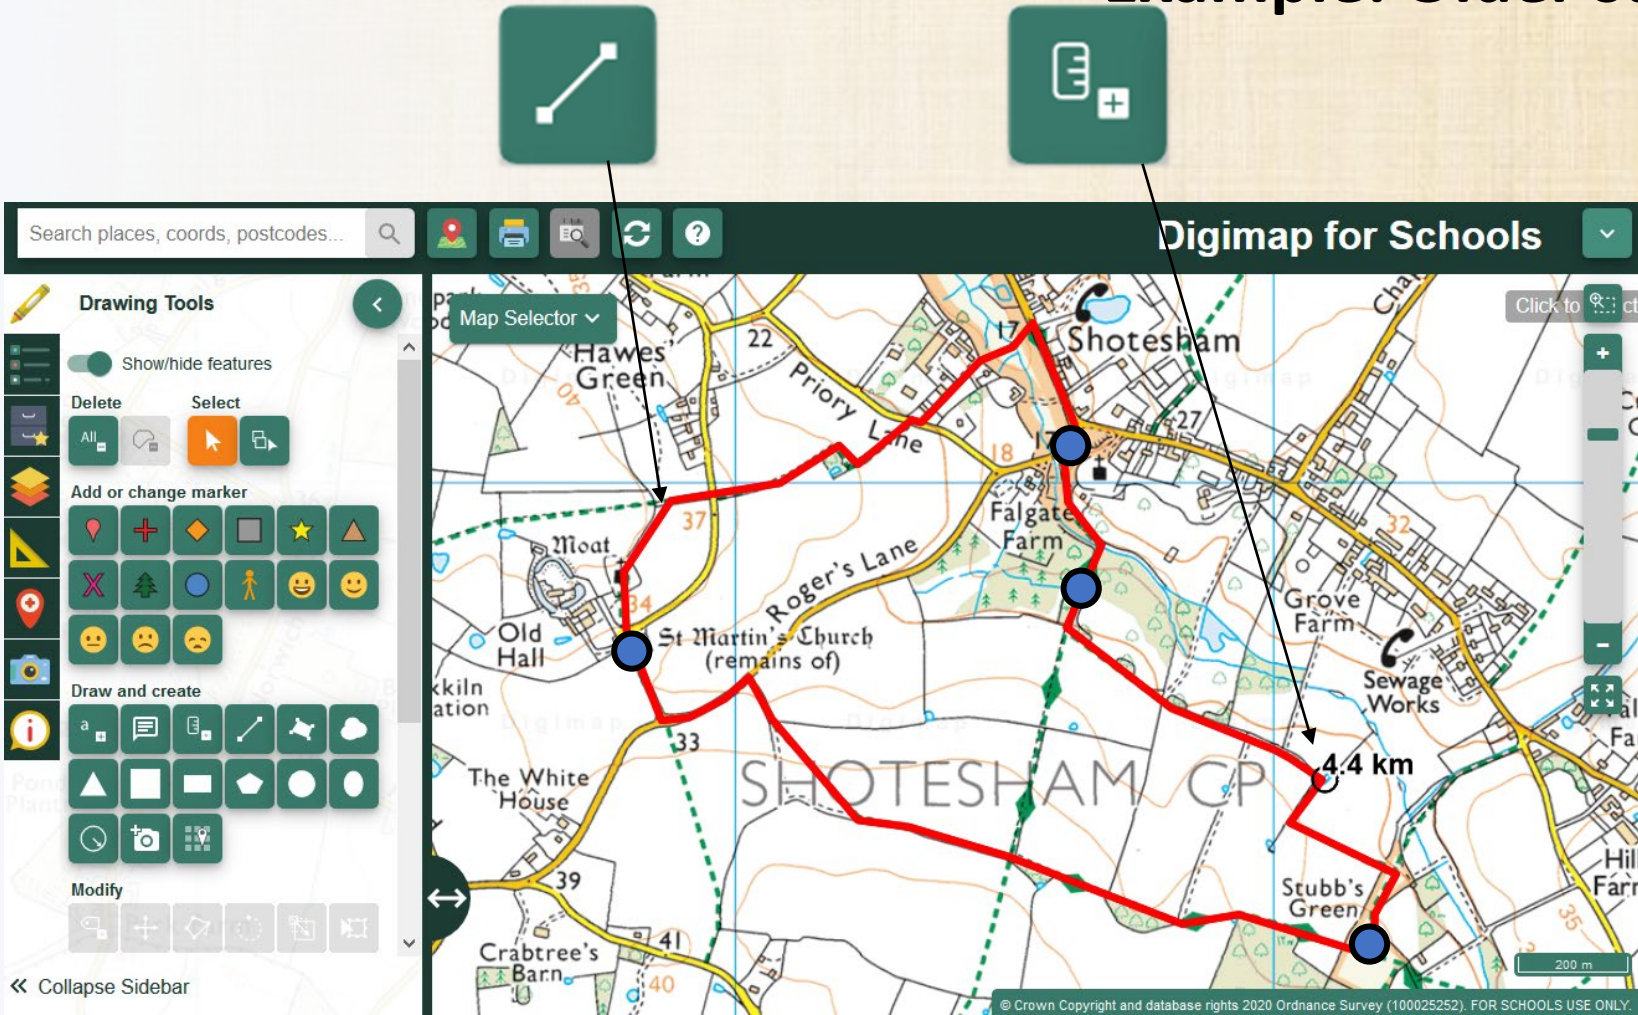 Example: Older
Search places, coords, postcodes...
Digimap for Schools
Drawing Tools
Show/hide features
Delete
Select
All
Add or change marker
Draw and create
a
Modify
Collapse Sidebar
Map Selector
Click to
Hawes'
Green
22
Priory
Lane
17
Shotesham
27
18
40
37
Moat
34
Old
Hall
St Martin's Church
(remains of)
Roger's Lane
Falgate
Farm
32
Grove
Farm
Sewage
Works
33
The White
House
SHOTESHAM CP
4.4 km
39
41
40
Crabtree's
Barn
Stubb's
Green
35
200 m
© Crown Copyright and database rights 2020 Ordnance Survey (100025252). FOR SCHOOLS USE ONLY.